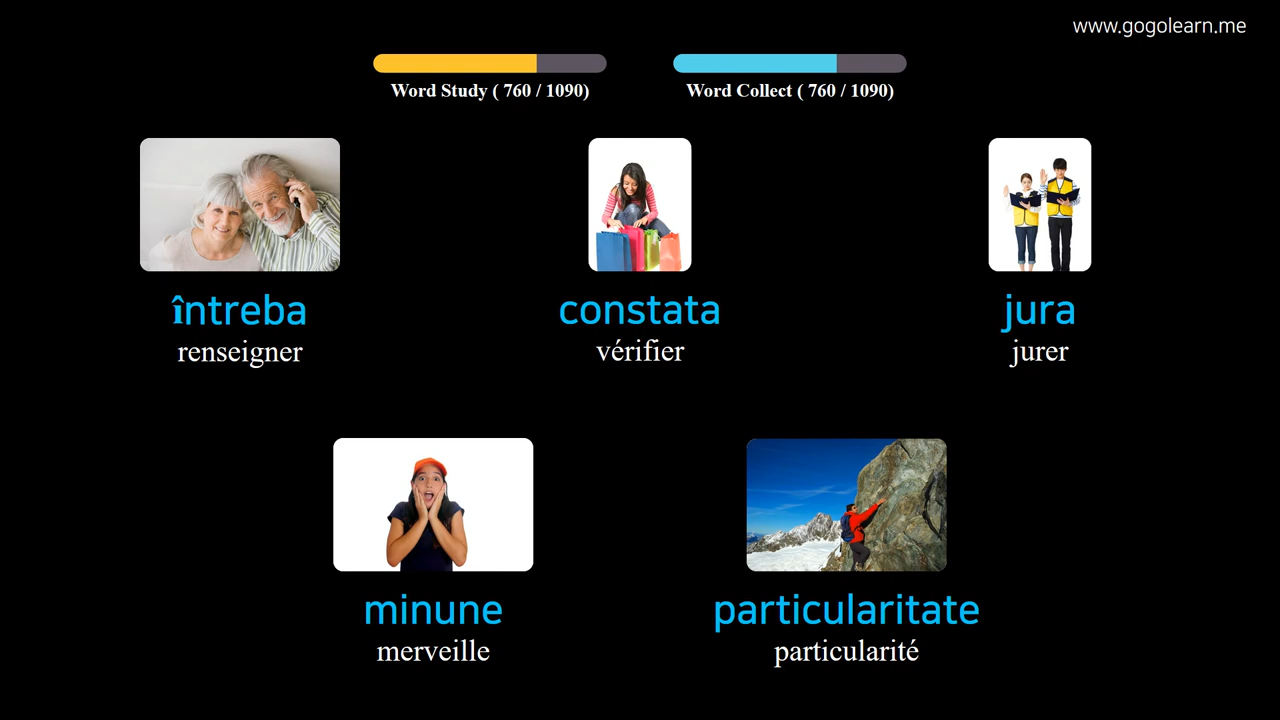 www.gogolearn.me
Word Study ( 760 / 1090)
Word Collect ( 760 / 1090)
întreba
renseigner
constata
vérifier
jura
jurer
minune
merveille
particularitate
particularité